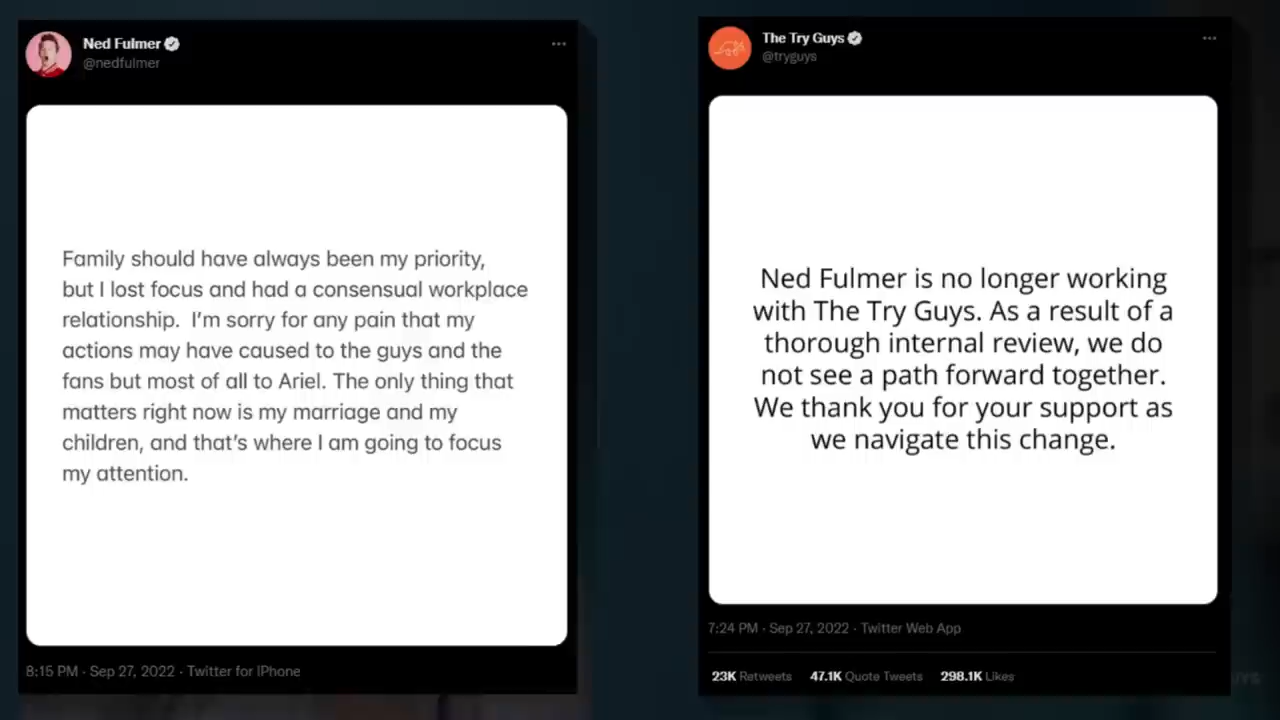 Ned Fulmer
@nedfulmer
Family should have always been my priority,
but I lost focus and had a consensual workplace
relationship.  I'm sorry for any pain that my
actions may have caused to the guys and the
fans but most of all to Ariel. The only thing that
matters right now is my marriage and my
children, and that's where I am going to focus
my attention.
8:15 PM · Sep 27, 2022 · Twitter for iPhone
The Try Guys
@tryguys
Ned Fulmer is no longer working
with The Try Guys. As a result of a
thorough internal review, we do
not see a path forward together.
We thank you for your support as
we navigate this change.
7:24 PM · Sep 27, 2022 · Twitter Web App
23K Retweets 47.1K Quote Tweets 298.1K Likes